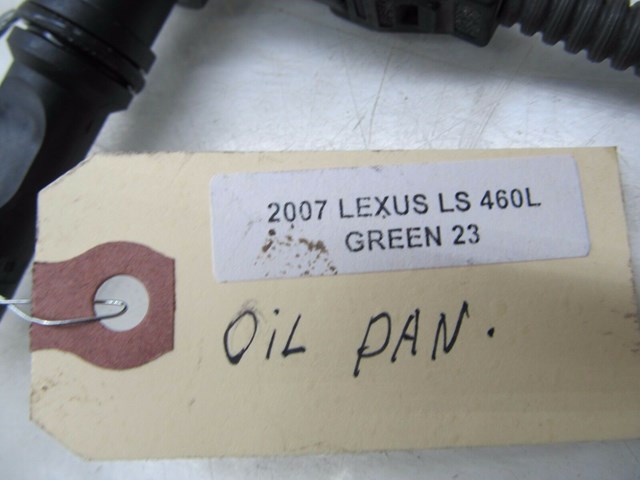 2007 LEXUS LS 460L
GREEN 23
OiL PAN.